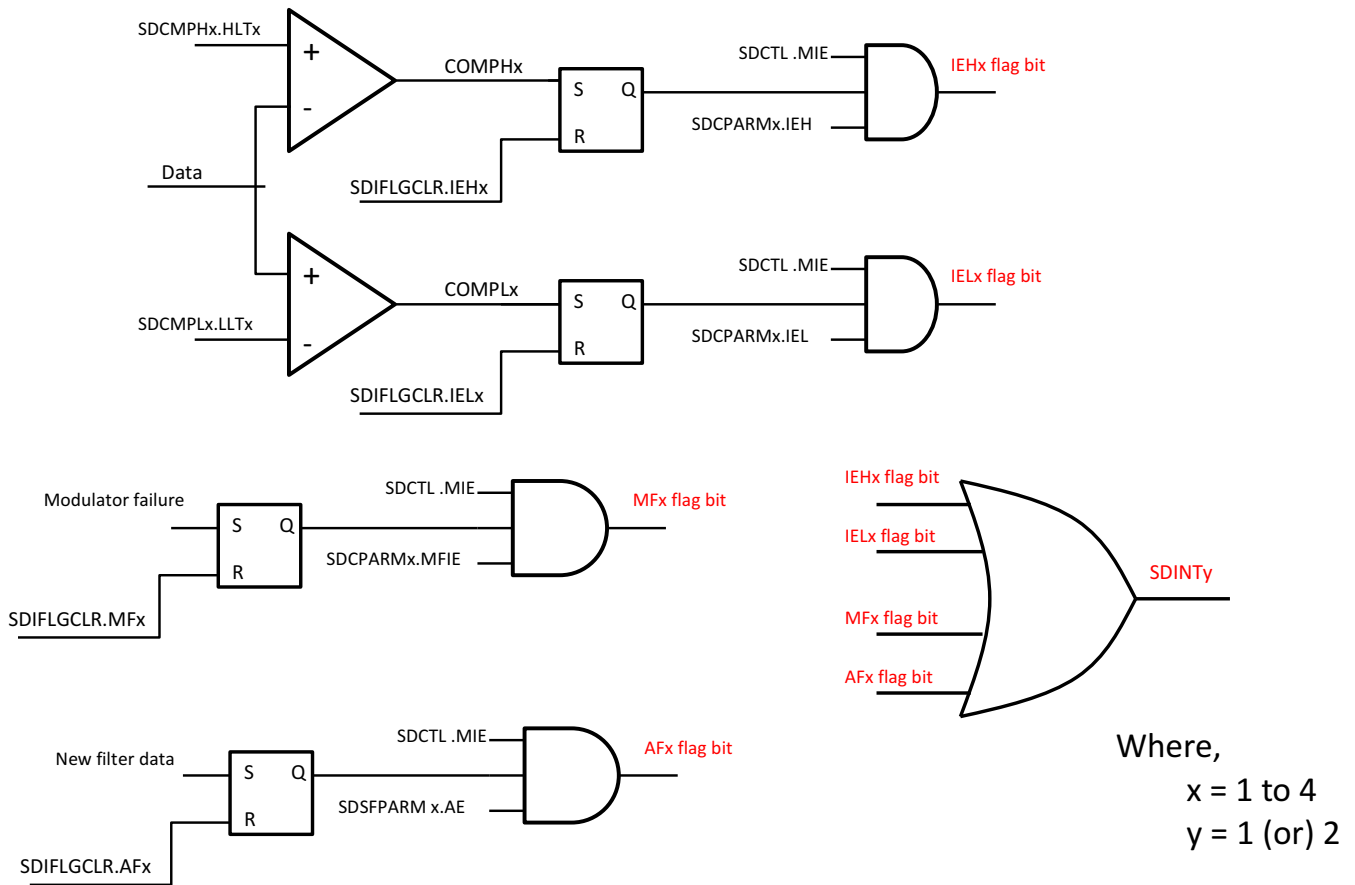 SDCMPHx.HLTx
+
-
COMPHx
S Q
R
SDIFLGCLR.IEHx
SDCTL .MIE
SDCPARMx.IEH
IEHx flag bit
Data
+
-
SDCMPLx.LLTx
COMPLx
S Q
R
SDIFLGCLR.IELx
SDCTL .MIE
SDCPARMx.IEL
IELx flag bit
Modulator failure
S Q
R
SDIFLGCLR.MFx
SDCTL .MIE
SDCPARMx.MFIE
MFx flag bit
IEHx flag bit
IELx flag bit
MFx flag bit
AFx flag bit
SDINTy
New filter data
S Q
R
SDIFLGCLR.AFx
SDCTL .MIE
SDSFPARM x.AE
AFx flag bit
Where,
x = 1 to 4
y = 1 (or) 2